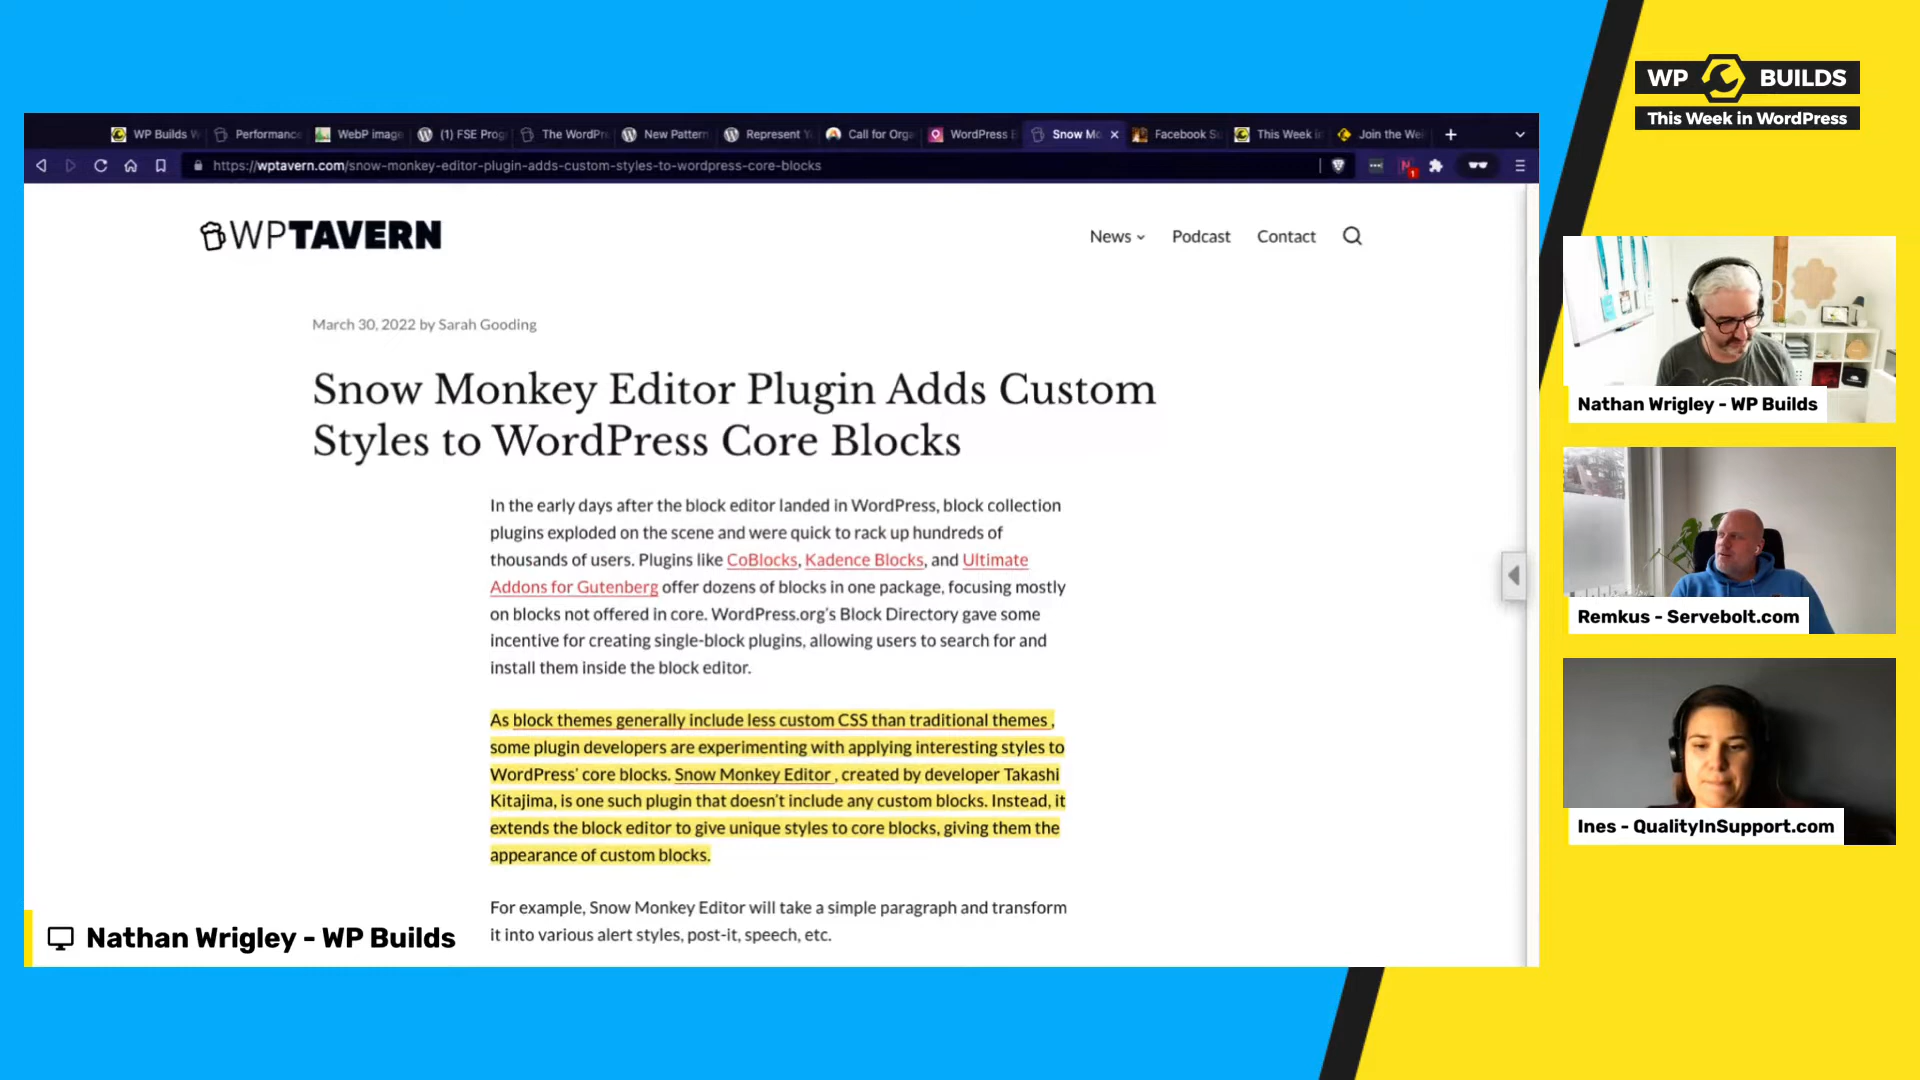 WP BUILDS
This Week in WordPress
WP Builds W
Performance
WebP image
(1) FSE Prog
The WordPr
New Pattern
Represent Y
Call for Orga
WordPress E
Snow Mo
Facebook Su
This Week in
Join the We
https://wptavern.com/snow-monkey-editor-plugin-adds-custom-styles-to-wordpress-core-blocks
WPTAVERN
News
Podcast
Contact
March 30, 2022 by Sarah Gooding
Snow Monkey Editor Plugin Adds Custom
Styles to WordPress Core Blocks
In the early days after the block editor landed in WordPress, block collection
plugins exploded on the scene and were quick to rack up hundreds of
thousands of users. Plugins like CoBlocks, Kadence Blocks, and Ultimate
Addons for Gutenberg offer dozens of blocks in one package, focusing mostly
on blocks not offered in core. WordPress.org's Block Directory gave some
incentive for creating single-block plugins, allowing users to search for and
install them inside the block editor.
As block themes generally include less custom CSS than traditional themes ,
some plugin developers are experimenting with applying interesting styles to
WordPress' core blocks. Snow Monkey Editor , created by developer Takashi
Kitajima, is one such plugin that doesn't include any custom blocks. Instead, it
extends the block editor to give unique styles to core blocks, giving them the
appearance of custom blocks.
For example, Snow Monkey Editor will take a simple paragraph and transform
it into various alert styles, post-it, speech, etc.
Nathan Wrigley - WP Builds
Nathan Wrigley - WP Builds
Remkus - Servebolt.com
Ines - QualityInSupport.com